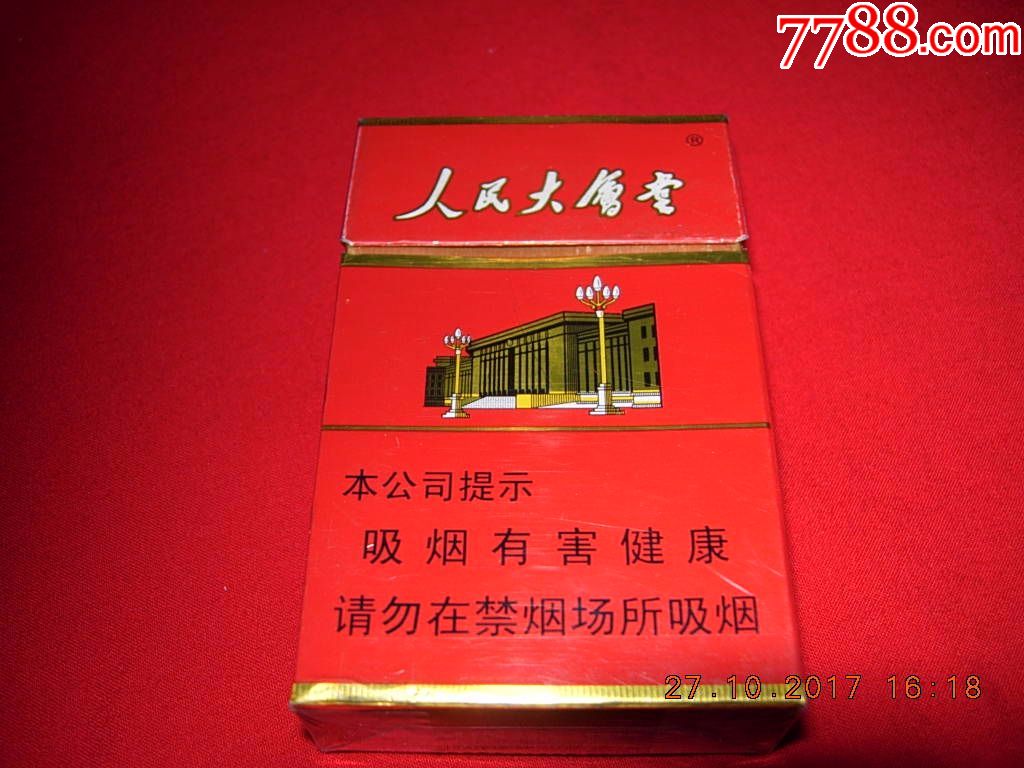 7788.com
®
人民大會堂
本公司提示
吸烟有害健康
请勿在禁烟场所吸烟
27.10.2017 16:18